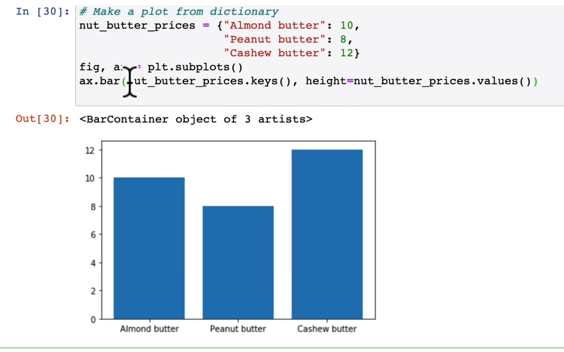 In [30]: # Make a plot from dictionary
nut_butter_prices = {"Almond butter": 10,
"Peanut butter": 8,
"Cashew butter": 12}
fig, a = plt.subplots()
ax.bar(nut_butter_prices.keys(), height=nut_butter_prices.values())
Out[30]: <BarContainer object of 3 artists>
12
10
8
6
4
2
0
Almond butter Peanut butter Cashew butter